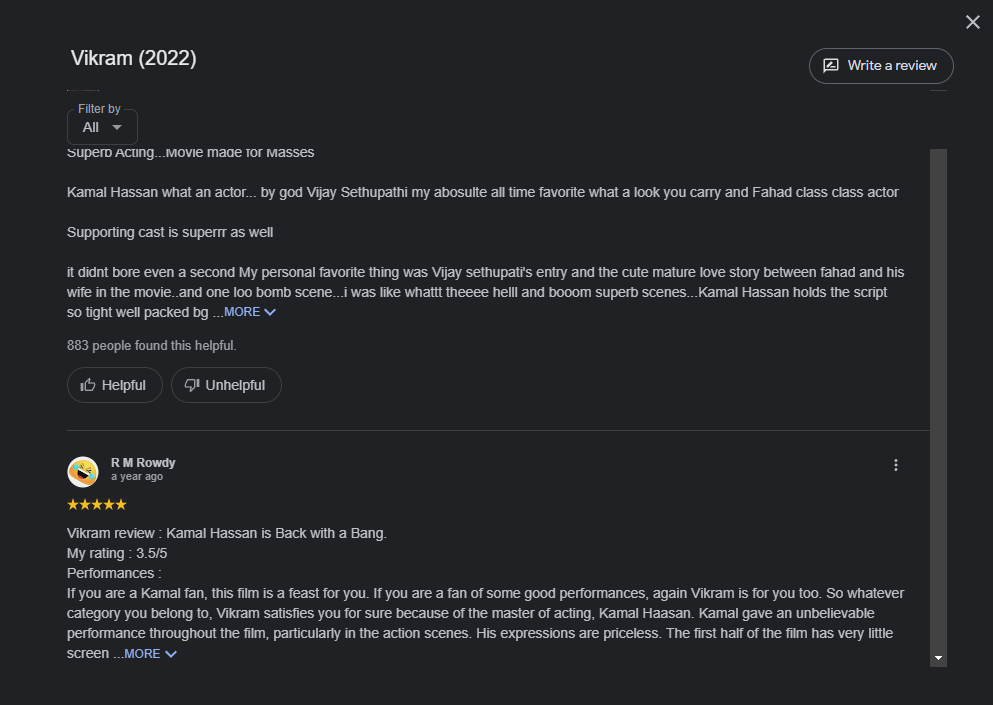 Vikram (2022)
Write a review
Filter by
All
Superb Acting...Movie made for Masses
Kamal Hassan what an actor... by god Vijay Sethupathi my abosulte all time favorite what a look you carry and Fahad class class actor
Supporting cast is superrr as well
it didnt bore even a second My personal favorite thing was Vijay sethupati's entry and the cute mature love story between fahad and his
wife in the movie..and one loo bomb scene...i was like whattt theeee helll and booom superb scenes...Kamal Hassan holds the script
so tight well packed bg ...MORE
883 people found this helpful.
Helpful
Unhelpful
R M Rowdy
a year ago
Vikram review : Kamal Hassan is Back with a Bang.
My rating : 3.5/5
Performances :
If you are a Kamal fan, this film is a feast for you. If you are a fan of some good performances, again Vikram is for you too. So whatever
category you belong to, Vikram satisfies you for sure because of the master of acting, Kamal Haasan. Kamal gave an unbelievable
performance throughout the film, particularly in the action scenes. His expressions are priceless. The first half of the film has very little
screen ...MORE